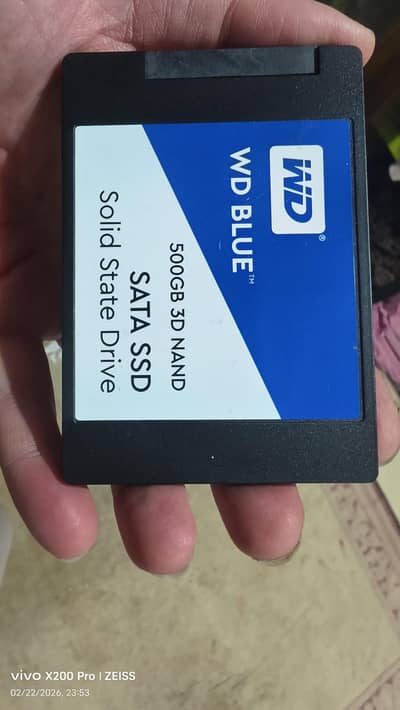 WD
®
WD BLUE™
500GB 3D NAND
SATA SSD
Solid State Drive
vivo X200 Pro | ZEISS
02/22/2026, 23:53